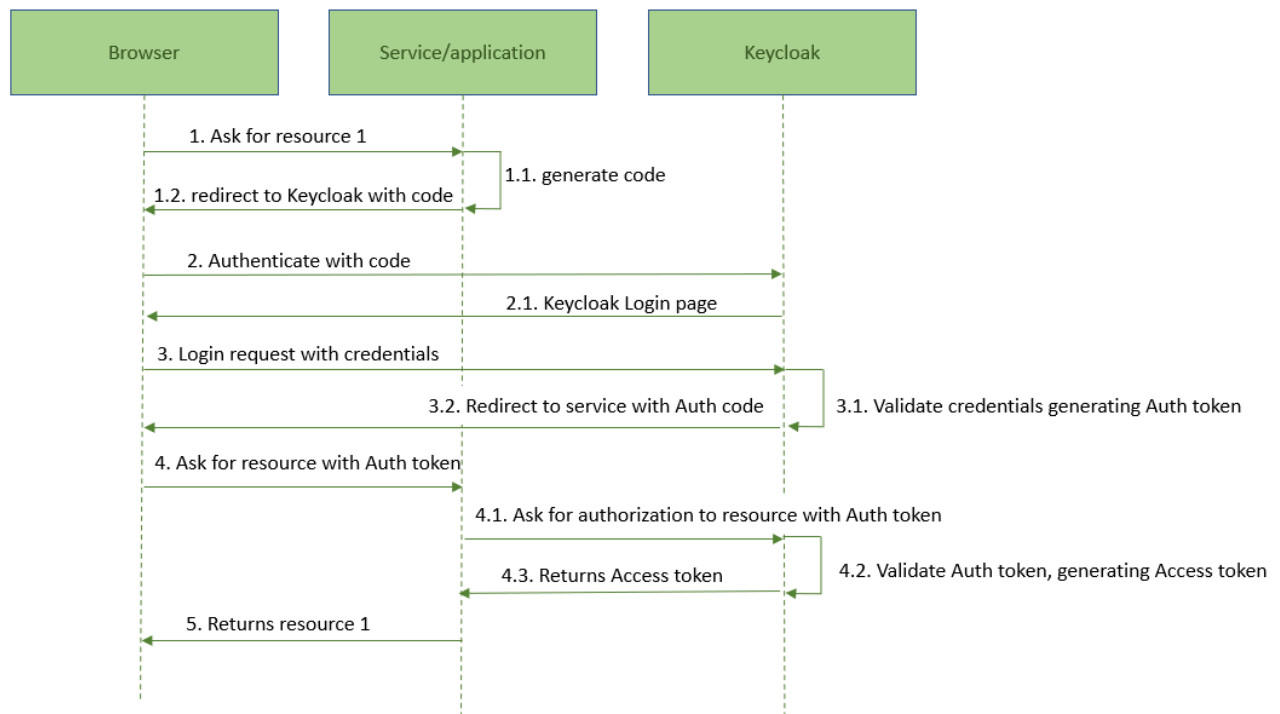 Browser
Service/application
Keycloak
1. Ask for resource 1
1.1. generate code
1.2. redirect to Keycloak with code
2. Authenticate with code
2.1. Keycloak Login page
3. Login request with credentials
3.2. Redirect to service with Auth code
3.1. Validate credentials generating Auth token
4. Ask for resource with Auth token
4.1. Ask for authorization to resource with Auth token
4.2. Validate Auth token, generating Access token
4.3. Returns Access token
5. Returns resource 1